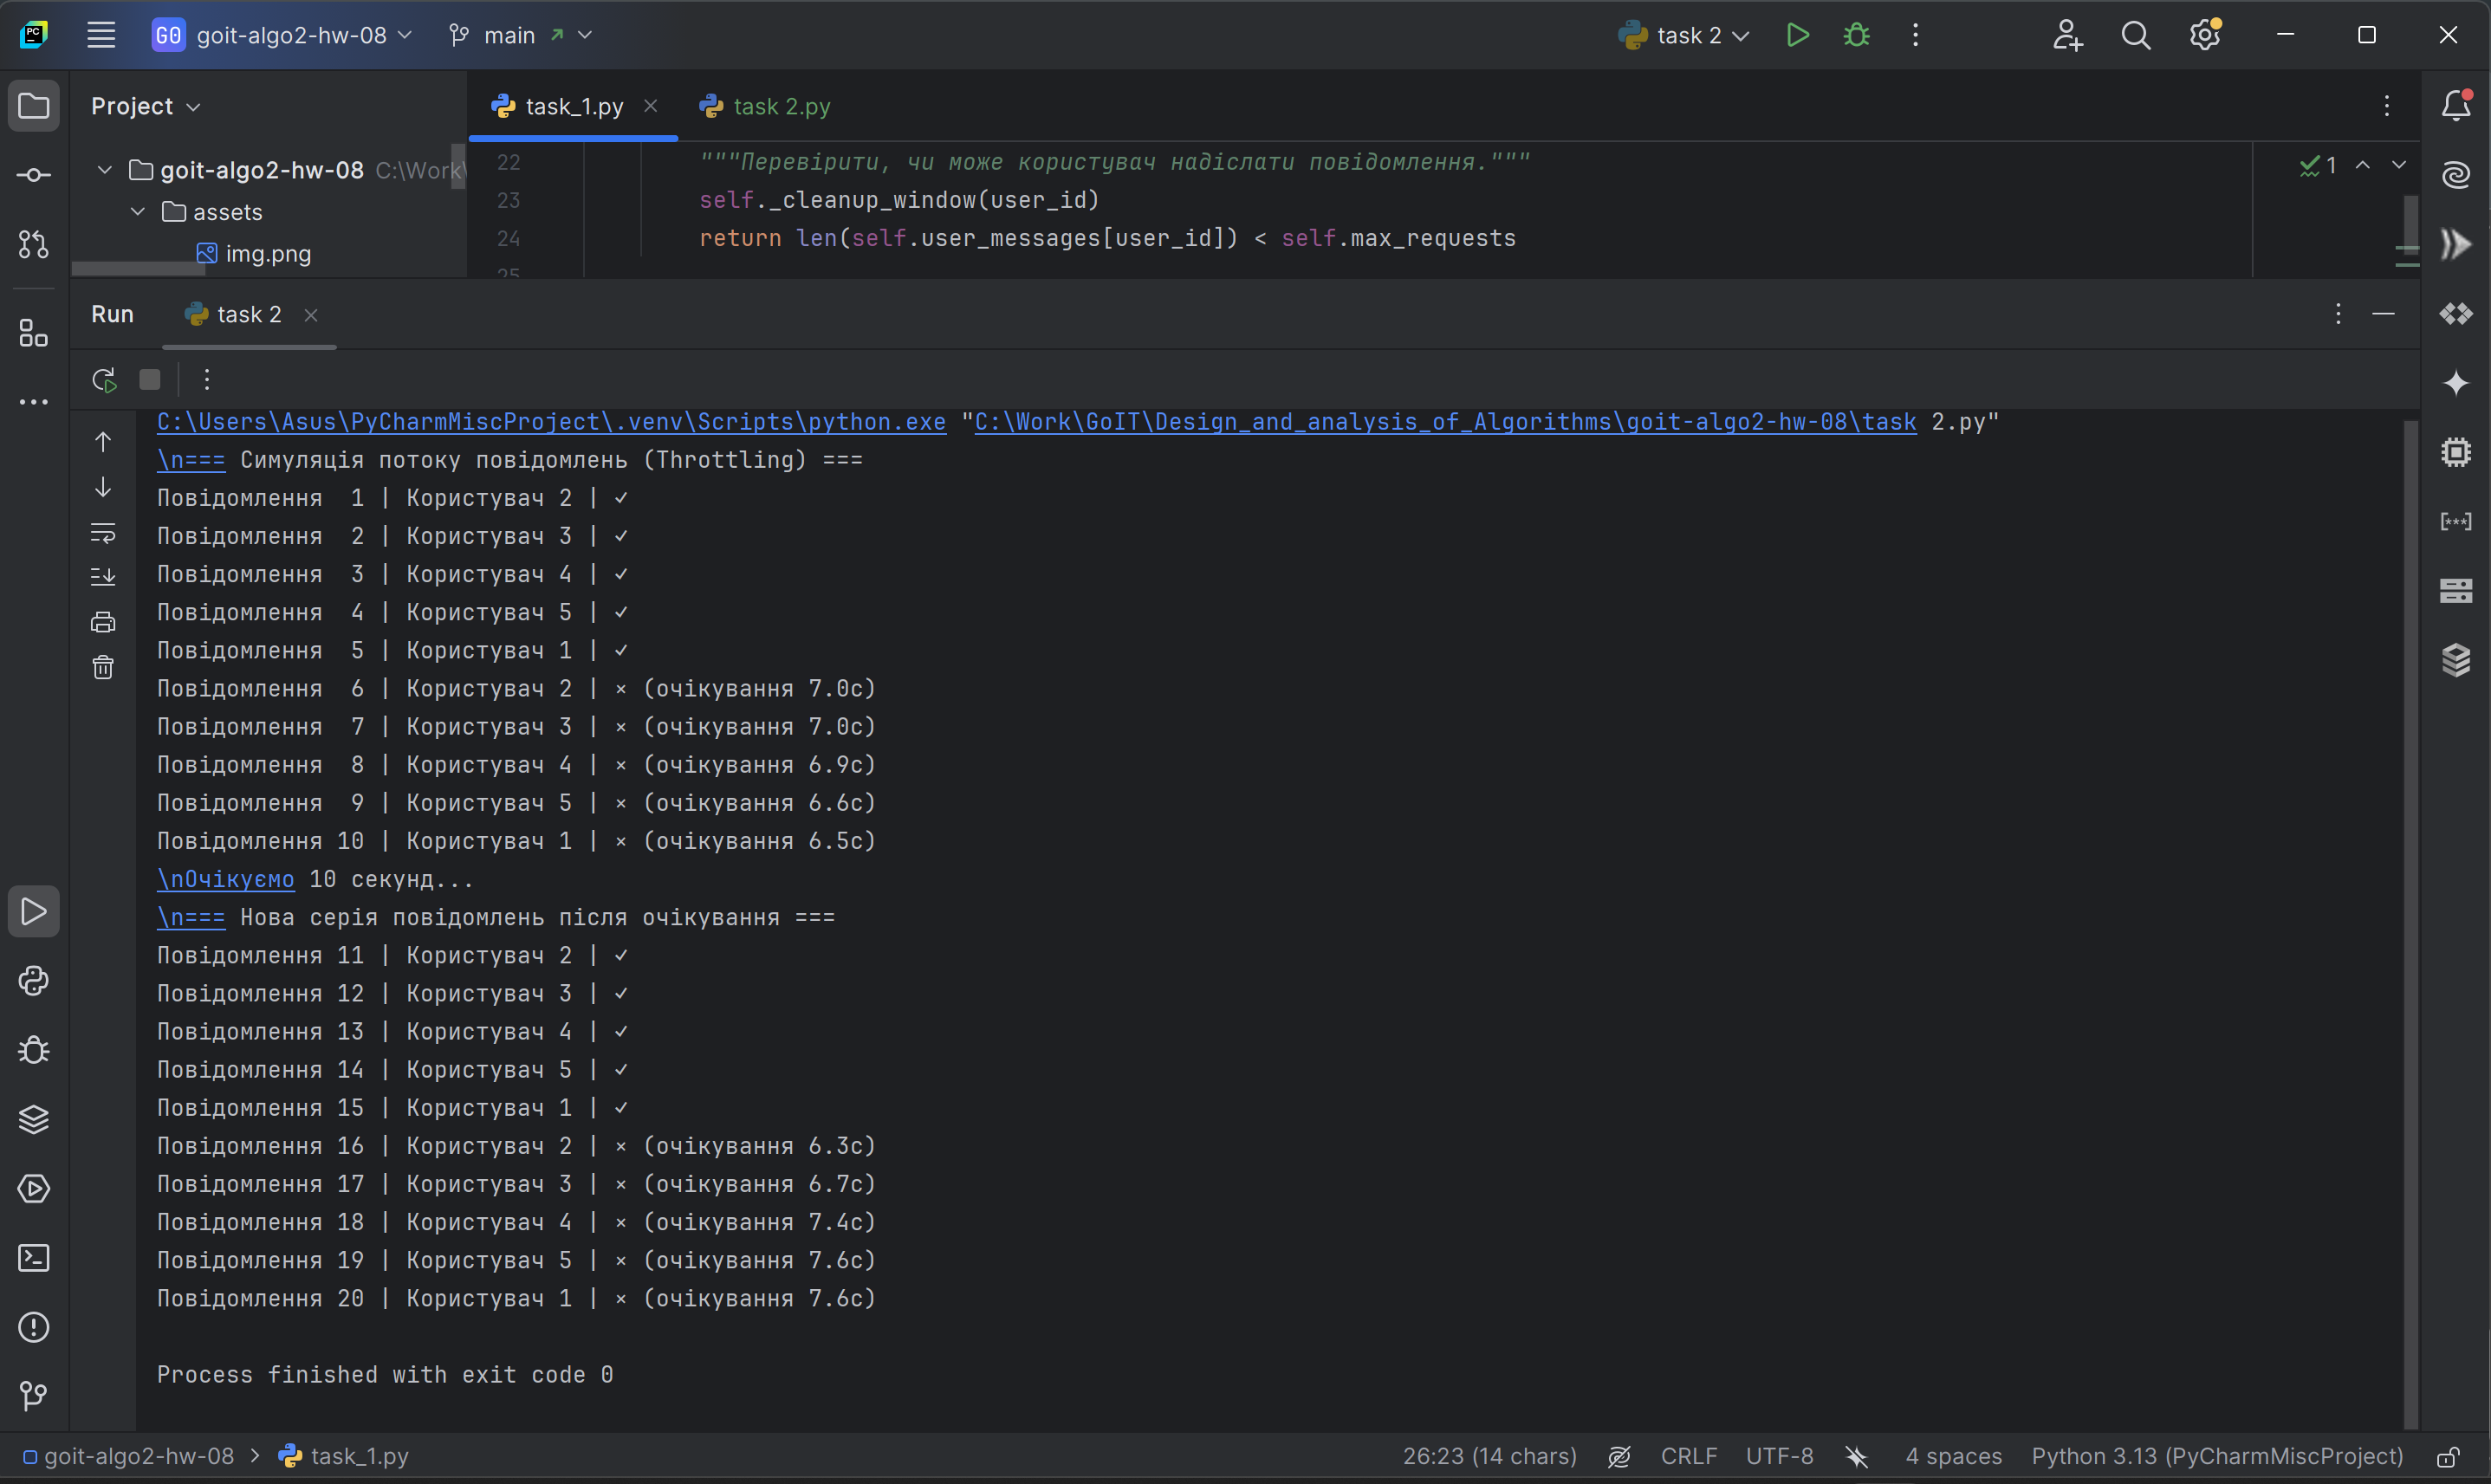 PC
GO goit-algo2-hw-08 main task 2
Project
task_1.py task 2.py
goit-algo2-hw-08 C:\Work\
assets
img.png
22 """Перевірити, чи може користувач надіслати повідомлення."""
23 self._cleanup_window(user_id)
24 return len(self.user_messages[user_id]) < self.max_requests
25
1
Run task 2
C:\Users\Asus\PyCharmMiscProject\.venv\Scripts\python.exe "C:\Work\GoIT\Design_and_analysis_of_Algorithms\goit-algo2-hw-08\task 2.py"
\n=== Симуляція потоку повідомлень (Throttling) ===
Повідомлення  1 | Користувач 2 | ✓
Повідомлення  2 | Користувач 3 | ✓
Повідомлення  3 | Користувач 4 | ✓
Повідомлення  4 | Користувач 5 | ✓
Повідомлення  5 | Користувач 1 | ✓
Повідомлення  6 | Користувач 2 | × (очікування 7.0с)
Повідомлення  7 | Користувач 3 | × (очікування 7.0с)
Повідомлення  8 | Користувач 4 | × (очікування 6.9с)
Повідомлення  9 | Користувач 5 | × (очікування 6.6с)
Повідомлення 10 | Користувач 1 | × (очікування 6.5с)
\nОчікуємо 10 секунд...
\n=== Нова серія повідомлень після очікування ===
Повідомлення 11 | Користувач 2 | ✓
Повідомлення 12 | Користувач 3 | ✓
Повідомлення 13 | Користувач 4 | ✓
Повідомлення 14 | Користувач 5 | ✓
Повідомлення 15 | Користувач 1 | ✓
Повідомлення 16 | Користувач 2 | × (очікування 6.3с)
Повідомлення 17 | Користувач 3 | × (очікування 6.7с)
Повідомлення 18 | Користувач 4 | × (очікування 7.4с)
Повідомлення 19 | Користувач 5 | × (очікування 7.6с)
Повідомлення 20 | Користувач 1 | × (очікування 7.6с)
Process finished with exit code 0
goit-algo2-hw-08 > task_1.py 26:23 (14 chars) CRLF UTF-8 4 spaces Python 3.13 (PyCharmMiscProject)